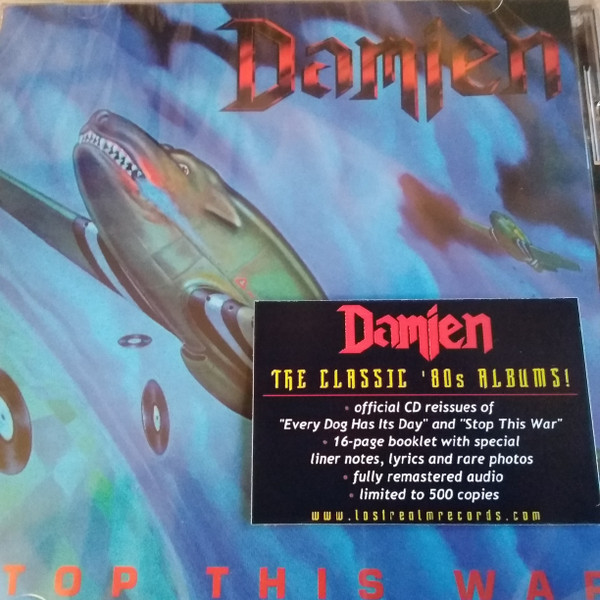 Damien
Damien
THE CLASSIC '80s ALBUMS!
• official CD reissues of
"Every Dog Has Its Day" and "Stop This War"
• 16-page booklet with special
liner notes, lyrics and rare photos
• fully remastered audio
• limited to 500 copies
www.lostrealmrecords.com
TOP THIS WAR